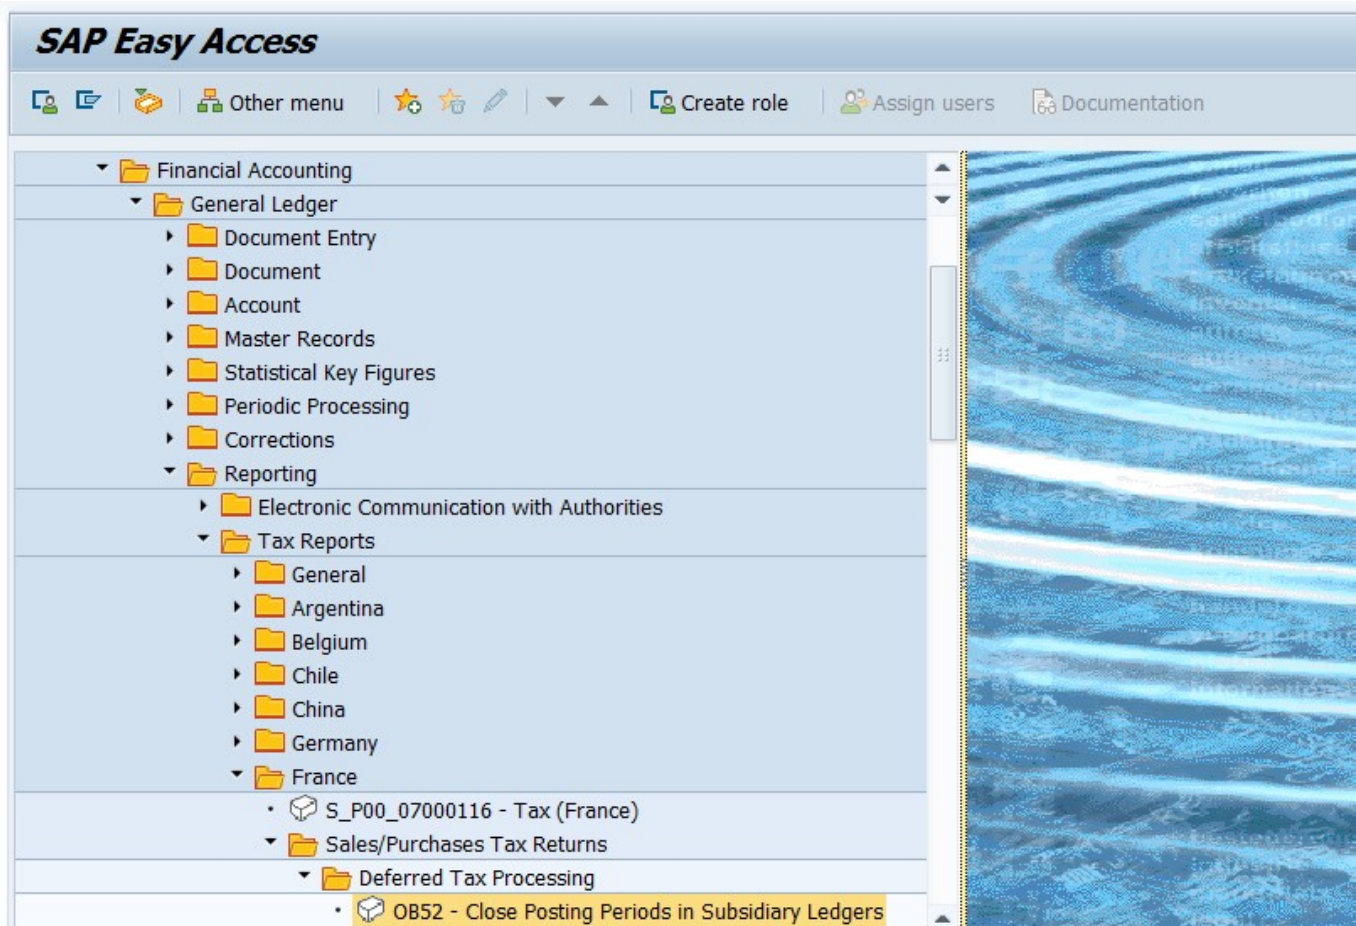 SAP Easy Access
Other menu Create role Assign users Documentation
Financial Accounting
General Ledger
Document Entry
Document
Account
Master Records
Statistical Key Figures
Periodic Processing
Corrections
Reporting
Electronic Communication with Authorities
Tax Reports
General
Argentina
Belgium
Chile
China
Germany
France
S_P00_07000116 - Tax (France)
Sales/Purchases Tax Returns
Deferred Tax Processing
OB52 - Close Posting Periods in Subsidiary Ledgers